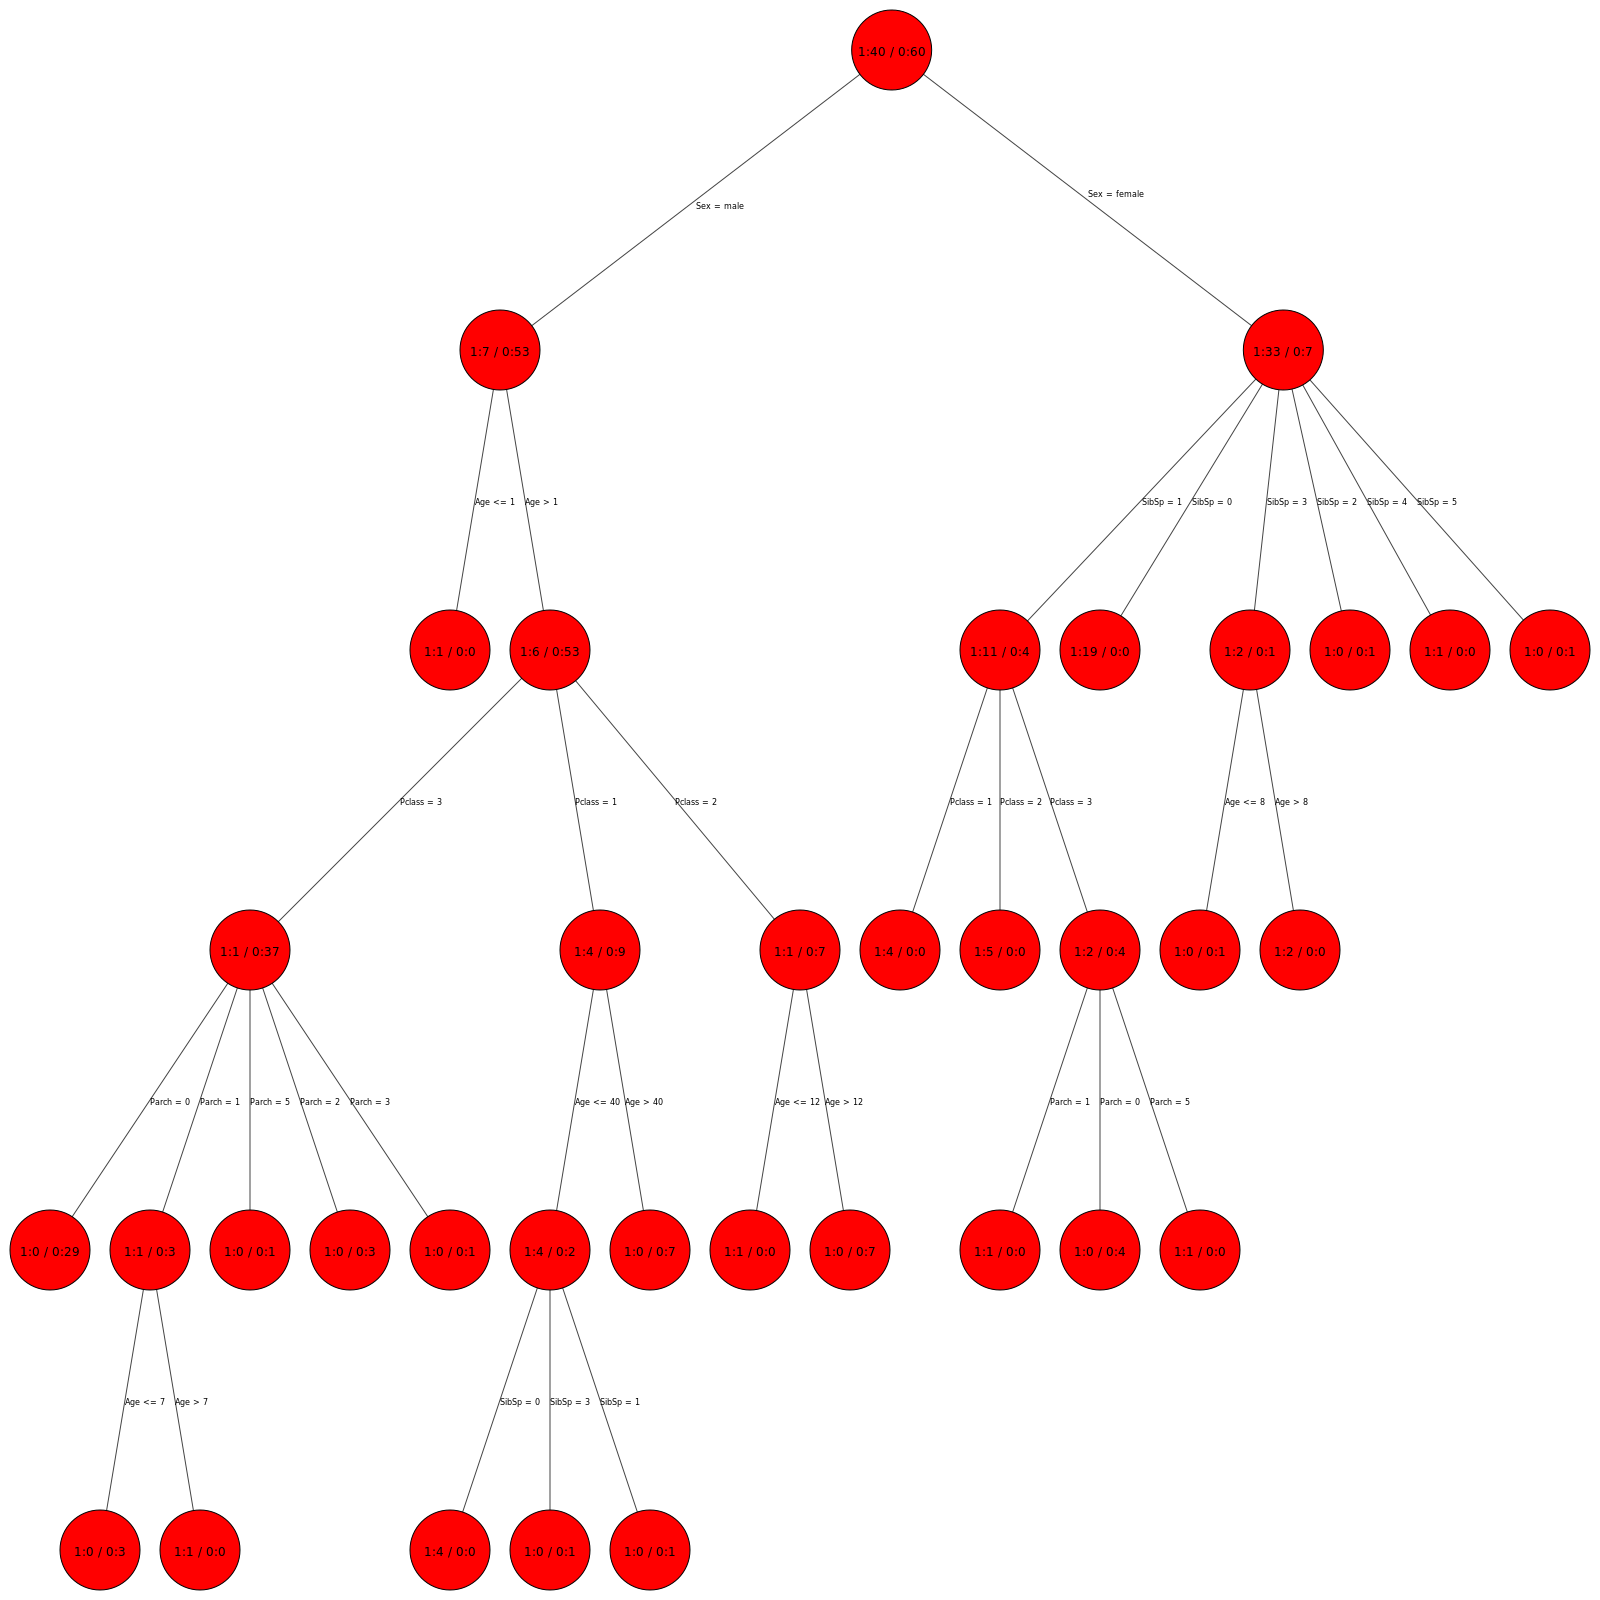 1:40 / 0:60
Sex = male
Sex = female
1:7 / 0:53
1:33 / 0:7
Age <= 1
Age > 1
SibSp = 1
SibSp = 0
SibSp = 3
SibSp = 2
SibSp = 4
SibSp = 5
1:1 / 0:0
1:6 / 0:53
1:11 / 0:4
1:19 / 0:0
1:2 / 0:1
1:0 / 0:1
1:1 / 0:0
1:0 / 0:1
Pclass = 3
Pclass = 1
Pclass = 2
Pclass = 1
Pclass = 2
Pclass = 3
Age <= 8
Age > 8
1:1 / 0:37
1:4 / 0:9
1:1 / 0:7
1:4 / 0:0
1:5 / 0:0
1:2 / 0:4
1:0 / 0:1
1:2 / 0:0
Parch = 0
Parch = 1
Parch = 5
Parch = 2
Parch = 3
Age <= 40
Age > 40
Age <= 12
Age > 12
Parch = 1
Parch = 0
Parch = 5
1:0 / 0:29
1:1 / 0:3
1:0 / 0:1
1:0 / 0:3
1:0 / 0:1
1:4 / 0:2
1:0 / 0:7
1:1 / 0:0
1:0 / 0:7
1:1 / 0:0
1:0 / 0:4
1:1 / 0:0
Age <= 7
Age > 7
SibSp = 0
SibSp = 3
SibSp = 1
1:0 / 0:3
1:1 / 0:0
1:4 / 0:0
1:0 / 0:1
1:0 / 0:1